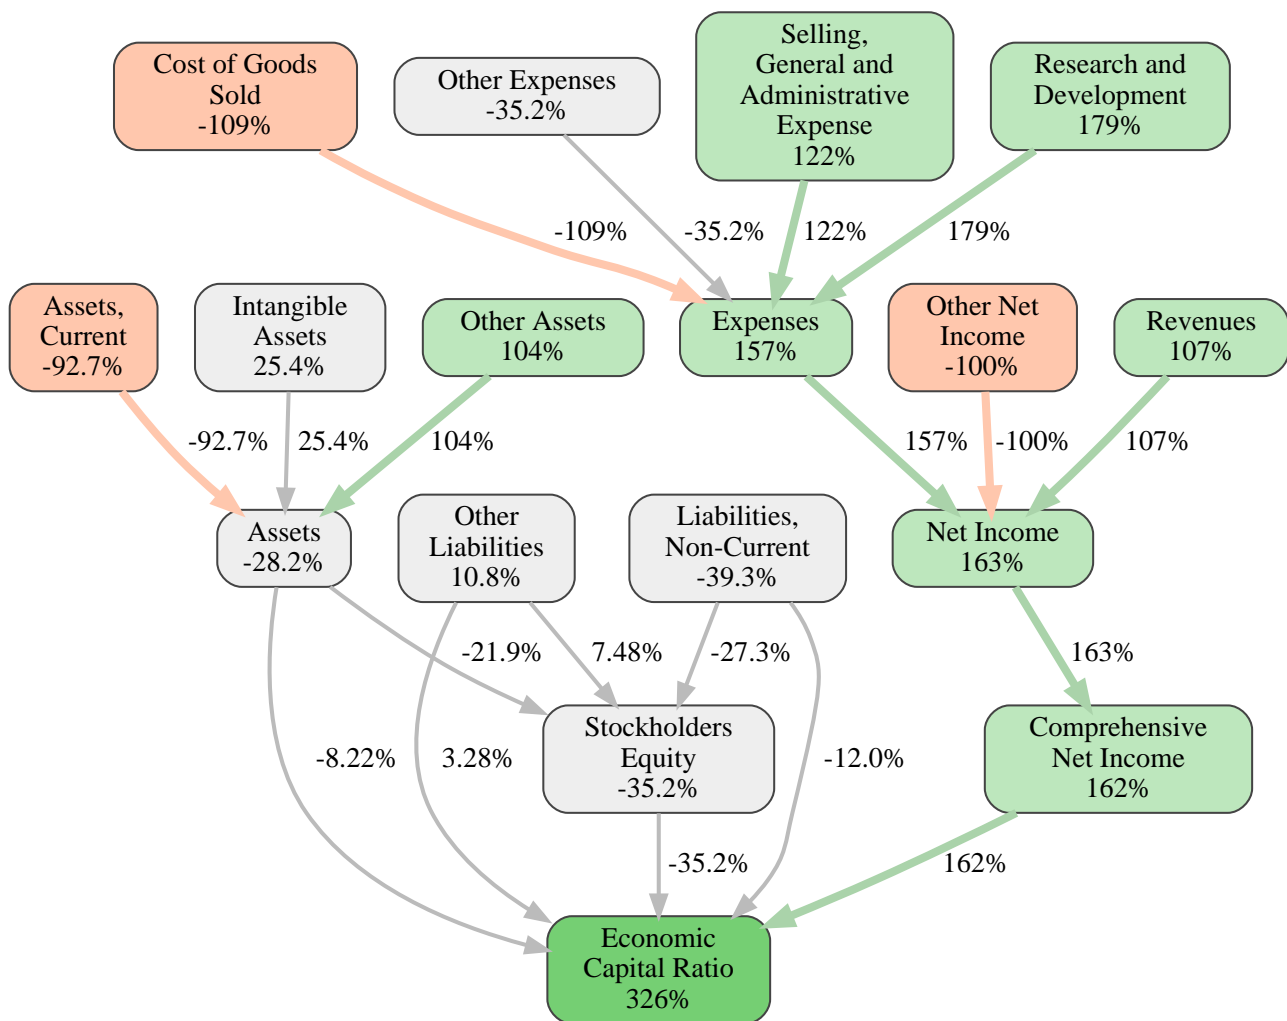 Cost of Goods
Sold
-109%
Other Expenses
-35.2%
Selling,
General and
Administrative
Expense
122%
Research and
Development
179%
-109%
-35.2%
122%
179%
Assets,
Current
-92.7%
Intangible
Assets
25.4%
Other Assets
104%
Expenses
157%
Other Net
Income
-100%
Revenues
107%
-92.7%
25.4%
104%
157%
-100%
107%
Assets
-28.2%
Other
Liabilities
10.8%
Liabilities,
Non-Current
-39.3%
Net Income
163%
-21.9%
7.48%
-27.3%
163%
Stockholders
Equity
-35.2%
Comprehensive
Net Income
162%
-8.22%
3.28%
-12.0%
-35.2%
162%
Economic
Capital Ratio
326%